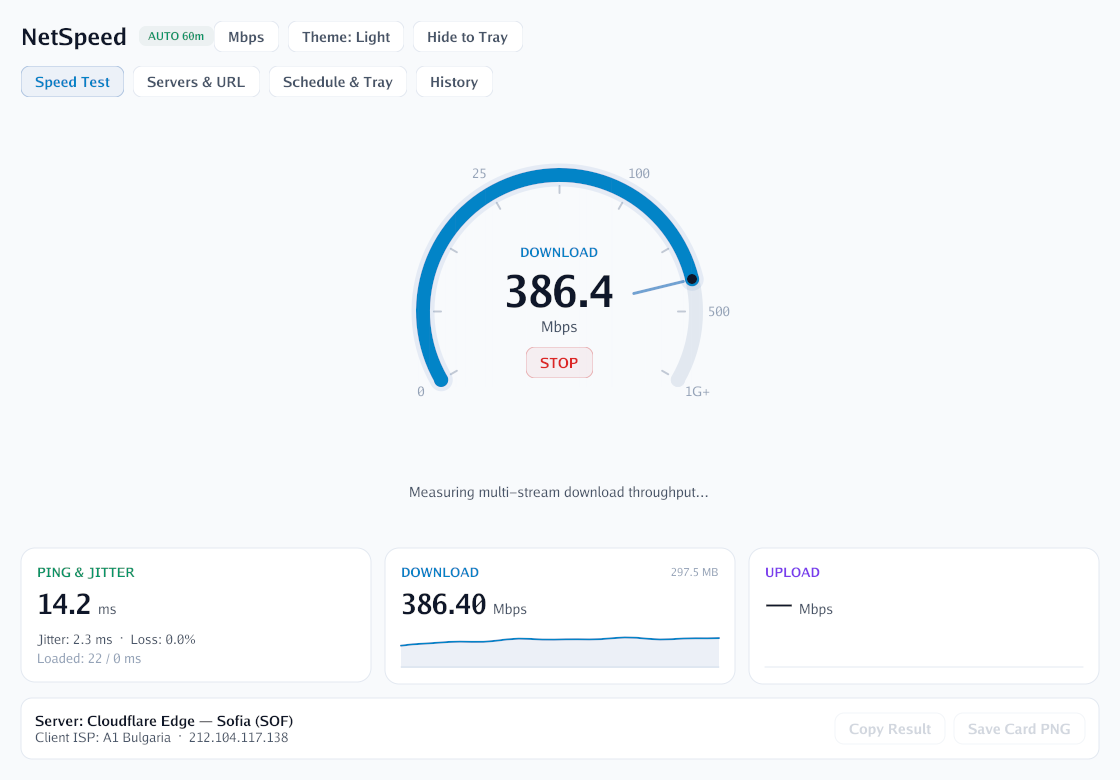 NetSpeed AUTO 60m Mbps Theme: Light Hide to Tray
Speed Test Servers & URL Schedule & Tray History
25 100
DOWNLOAD
386.4
500
Mbps
STOP
0 1G+
Measuring multi-stream download throughput...
PING & JITTER
14.2 ms
Jitter: 2.3 ms · Loss: 0.0%
Loaded: 22 / 0 ms
DOWNLOAD 297.5 MB
386.40 Mbps
UPLOAD
— Mbps
Server: Cloudflare Edge — Sofia (SOF)
Client ISP: A1 Bulgaria · 212.104.117.138
Copy Result Save Card PNG